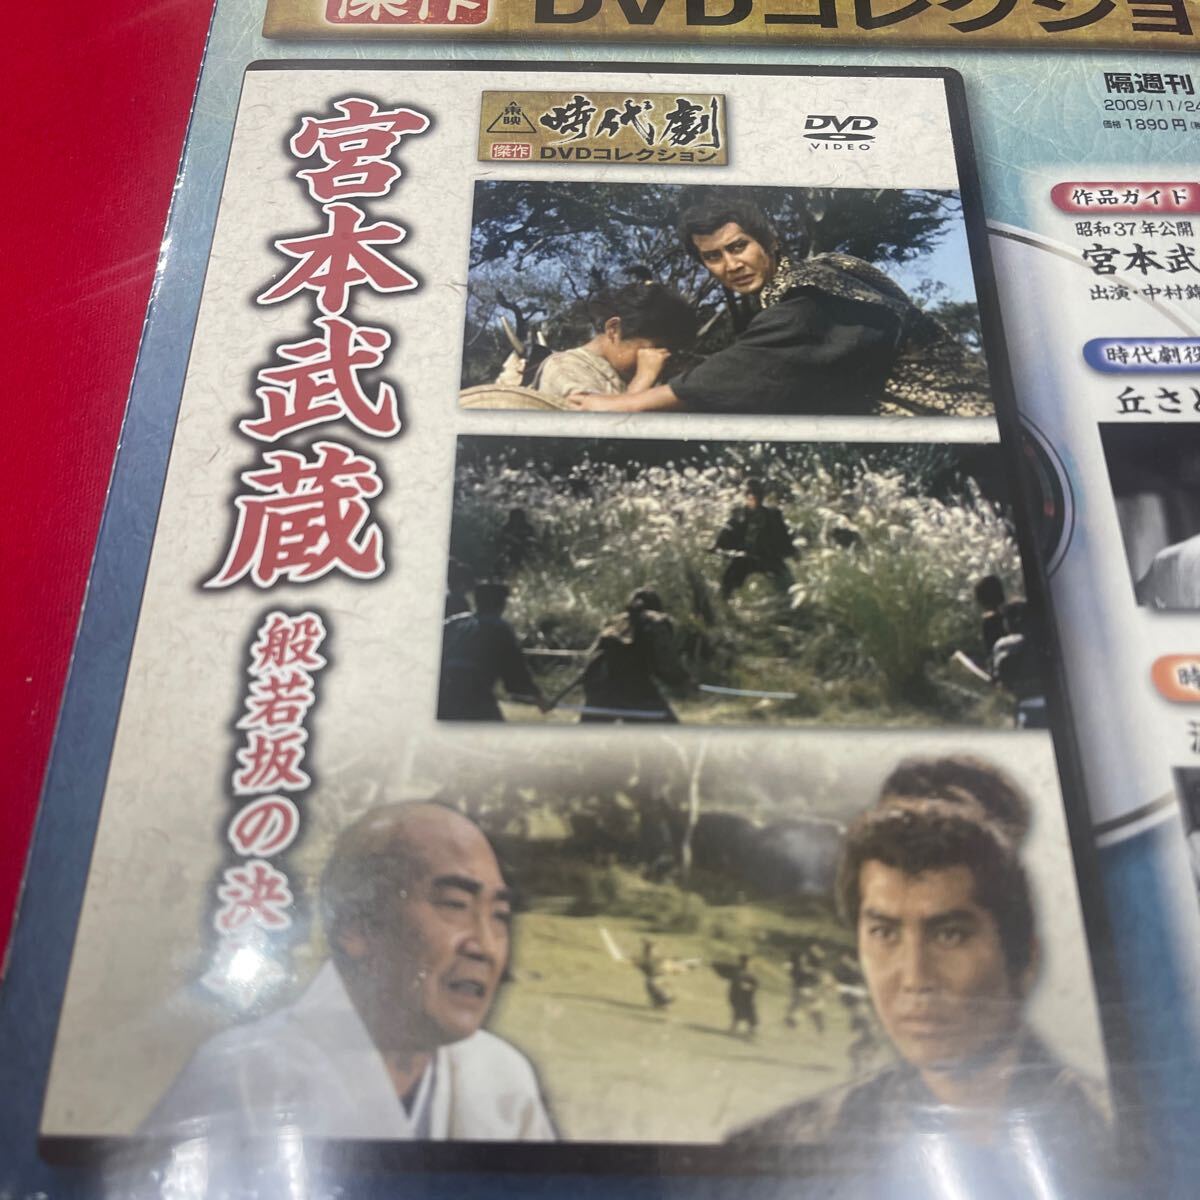 傑作 DVDコレクショ
隔週刊
2009/11/24
価格1890円
作品ガイド
昭和37年公開
宮本武
出演・中村錦
時代劇役
丘さと
時
東映 時代劇
傑作 DVDコレクション
DVD
VIDEO
宮本武蔵
般若坂の決